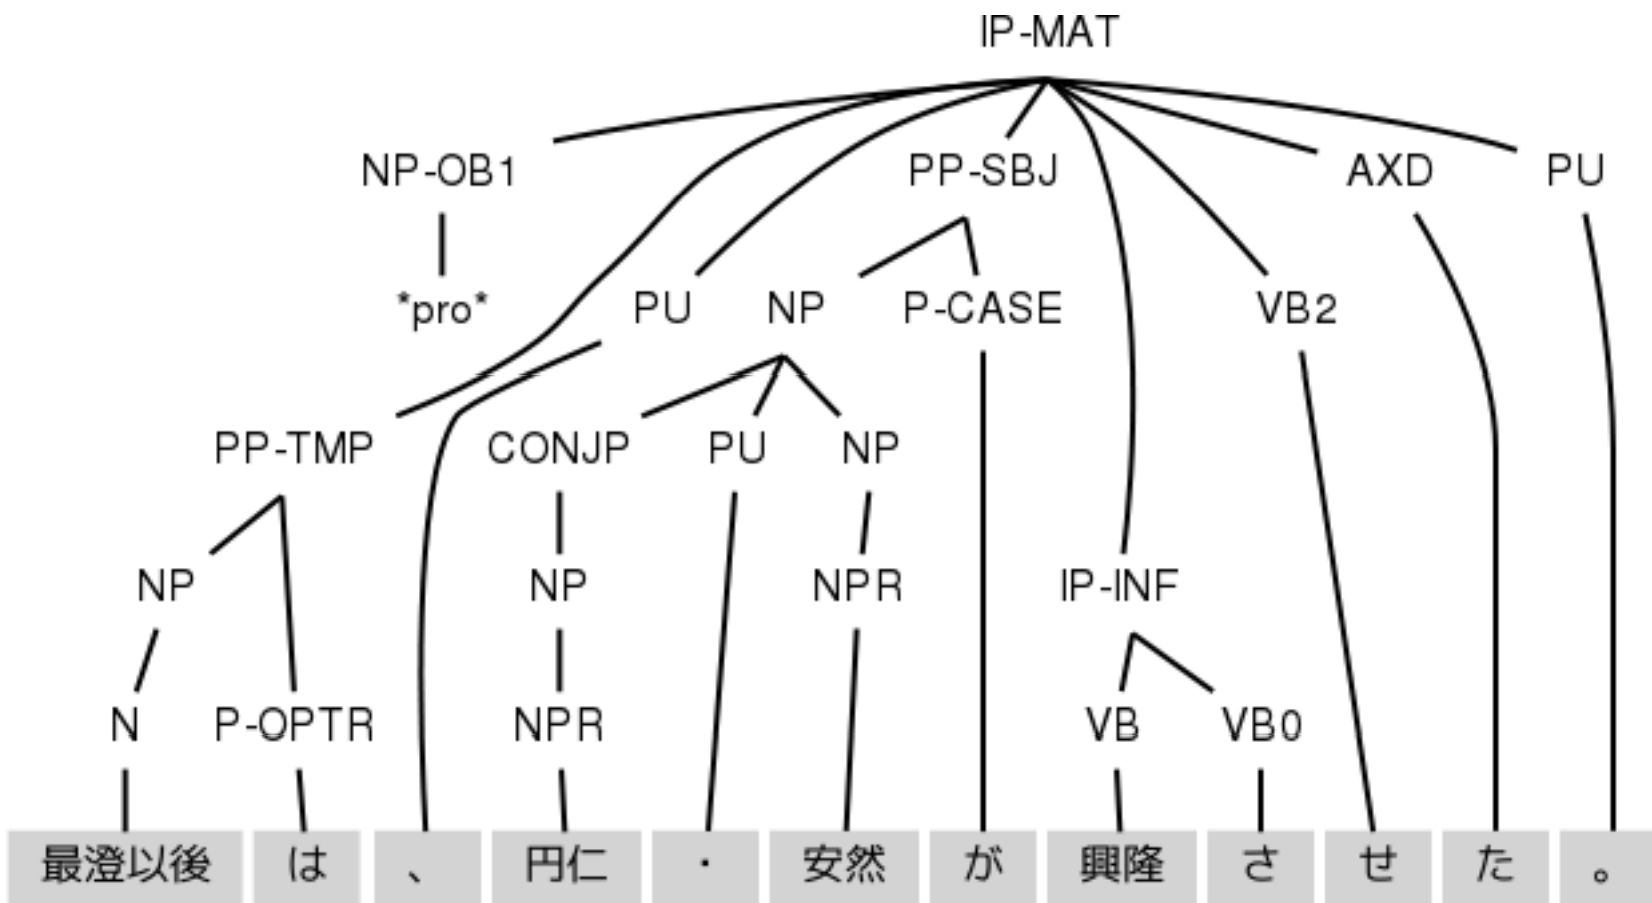 IP-MAT
NP-OB1 PP-SBJ AXD PU
*pro* PU NP P-CASE VB2
PP-TMP CONJP PU NP
NP NP NPR IP-INF
N P-OPTR NPR VB VB0
最澄以後 は 、 円仁 ・ 安然 が 興隆 さ せ た 。